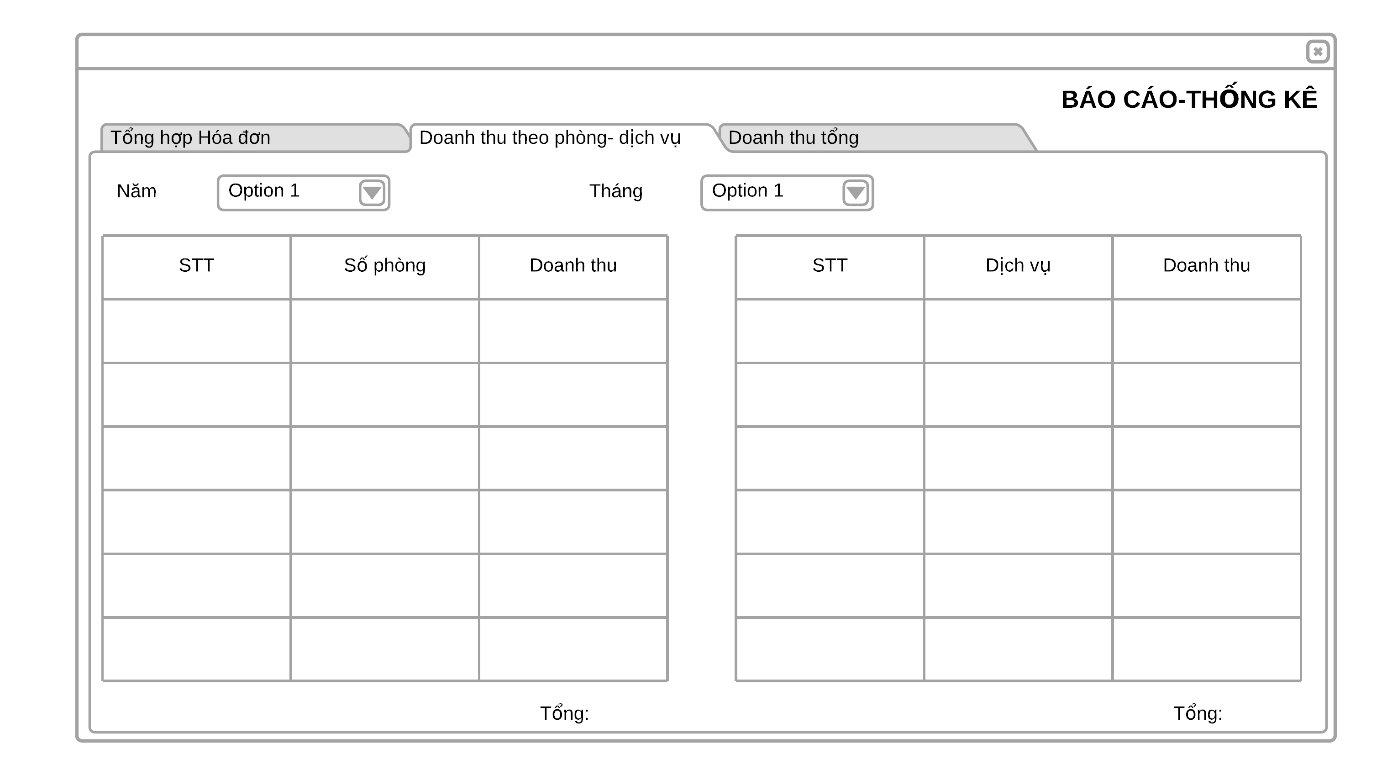 BÁO CÁO-THỐNG KÊ
Tổng hợp Hóa đơn
Doanh thu theo phòng- dịch vụ
Doanh thu tổng
Năm
Option 1
Tháng
Option 1
STT
Số phòng
Doanh thu
STT
Dịch vụ
Doanh thu
Tổng:
Tổng: